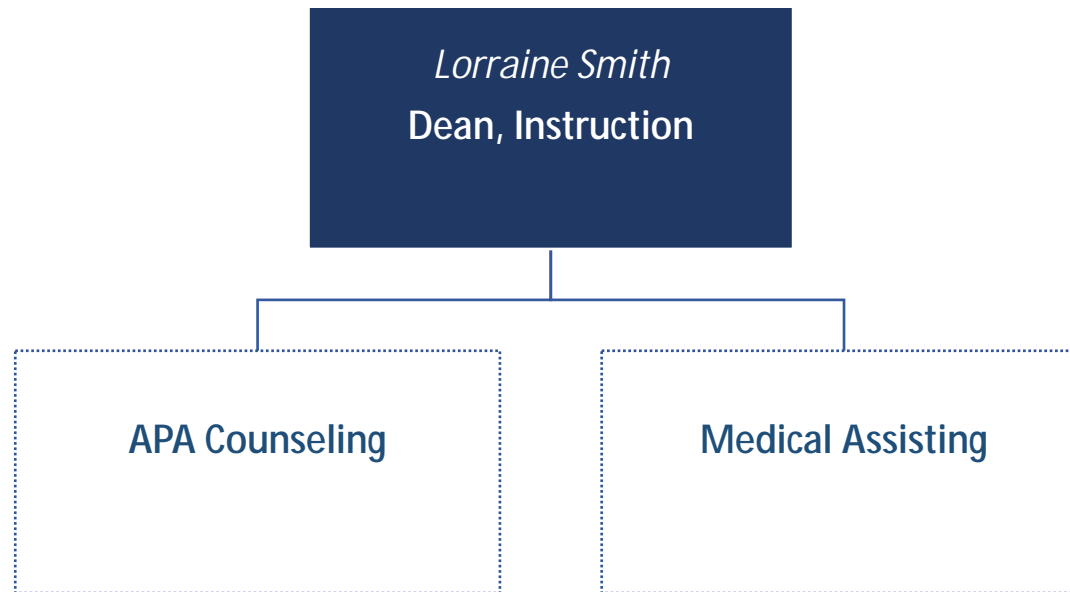 Lorraine Smith
Dean, Instruction
APA Counseling
Medical Assisting